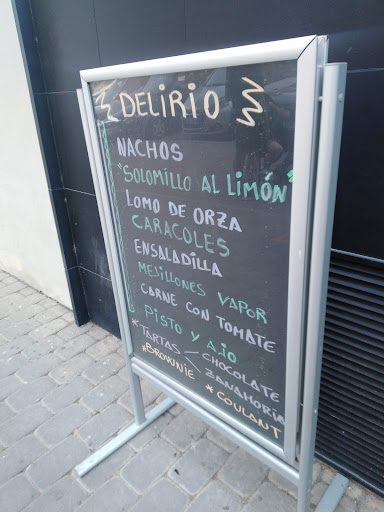 DELIRIO
NACHOS
"SOLOMILLO AL LIMÓN"
LOMO DE ORZA
CARACOLES
ENSALADILLA
MEJILLONES VAPOR
CARNE CON TOMATE
PISTO Y AJO
*TARTAS < CHOCOLATE
ZANAHORIA
*BROWNIE *COULANT